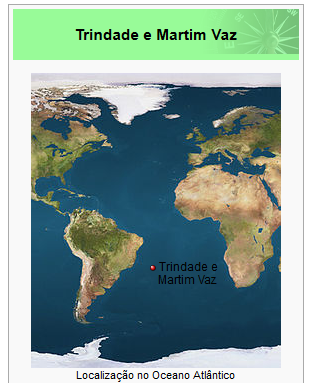 Trindade e Martim Vaz
Trindade e
Martim Vaz
Localização no Oceano Atlântico